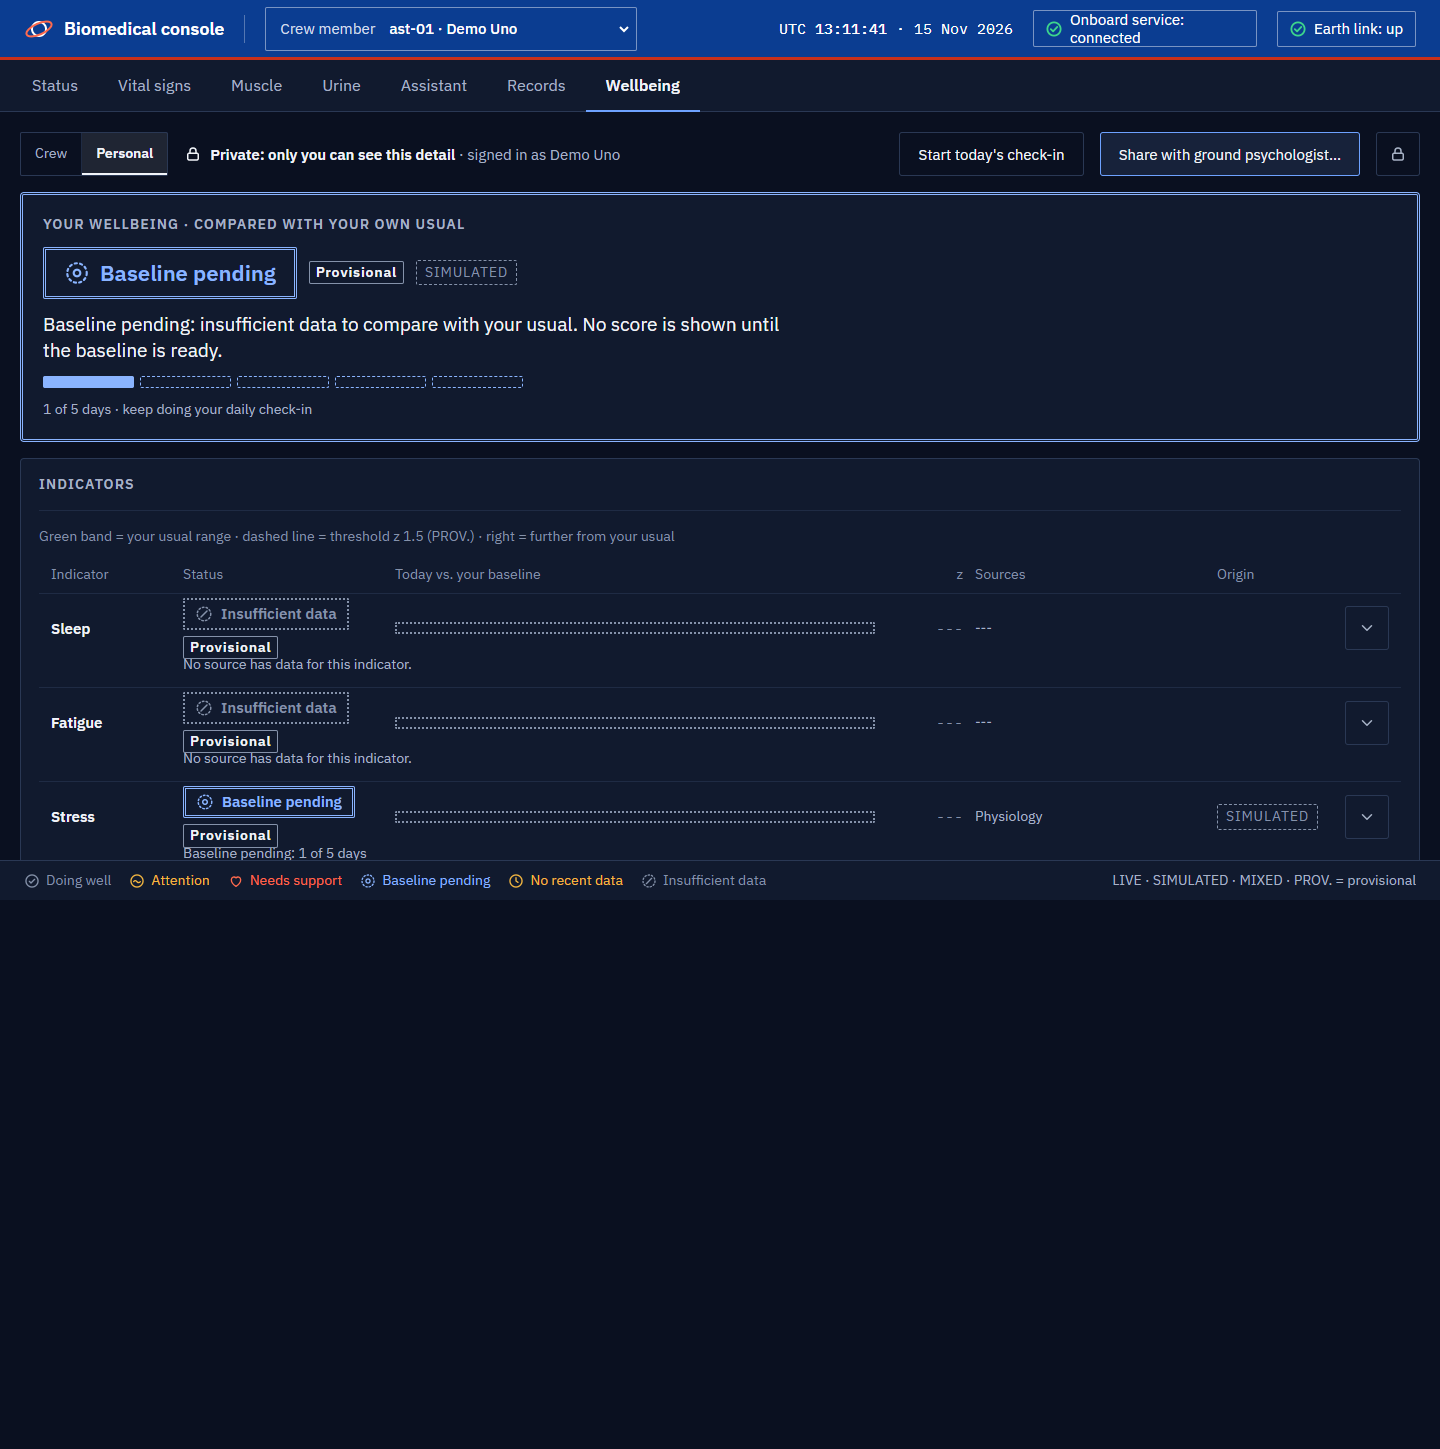 Biomedical console
Crew member ast-01 · Demo Uno
UTC 13:11:41 · 15 Nov 2026
Onboard service:
connected
Earth link: up
Status Vital signs Muscle Urine Assistant Records Wellbeing
Crew Personal
Private: only you can see this detail · signed in as Demo Uno
Start today's check-in
Share with ground psychologist...
YOUR WELLBEING · COMPARED WITH YOUR OWN USUAL
Baseline pending Provisional SIMULATED
Baseline pending: insufficient data to compare with your usual. No score is shown until
the baseline is ready.
1 of 5 days · keep doing your daily check-in
INDICATORS
Green band = your usual range · dashed line = threshold z 1.5 (PROV.) · right = further from your usual
Indicator Status Today vs. your baseline z Sources Origin
Sleep
Insufficient data
Provisional
No source has data for this indicator.
--- ---
Fatigue
Insufficient data
Provisional
No source has data for this indicator.
--- ---
Stress
Baseline pending
Provisional
Baseline pending: 1 of 5 days
--- Physiology SIMULATED
Doing well Attention Needs support Baseline pending No recent data Insufficient data
LIVE · SIMULATED · MIXED · PROV. = provisional